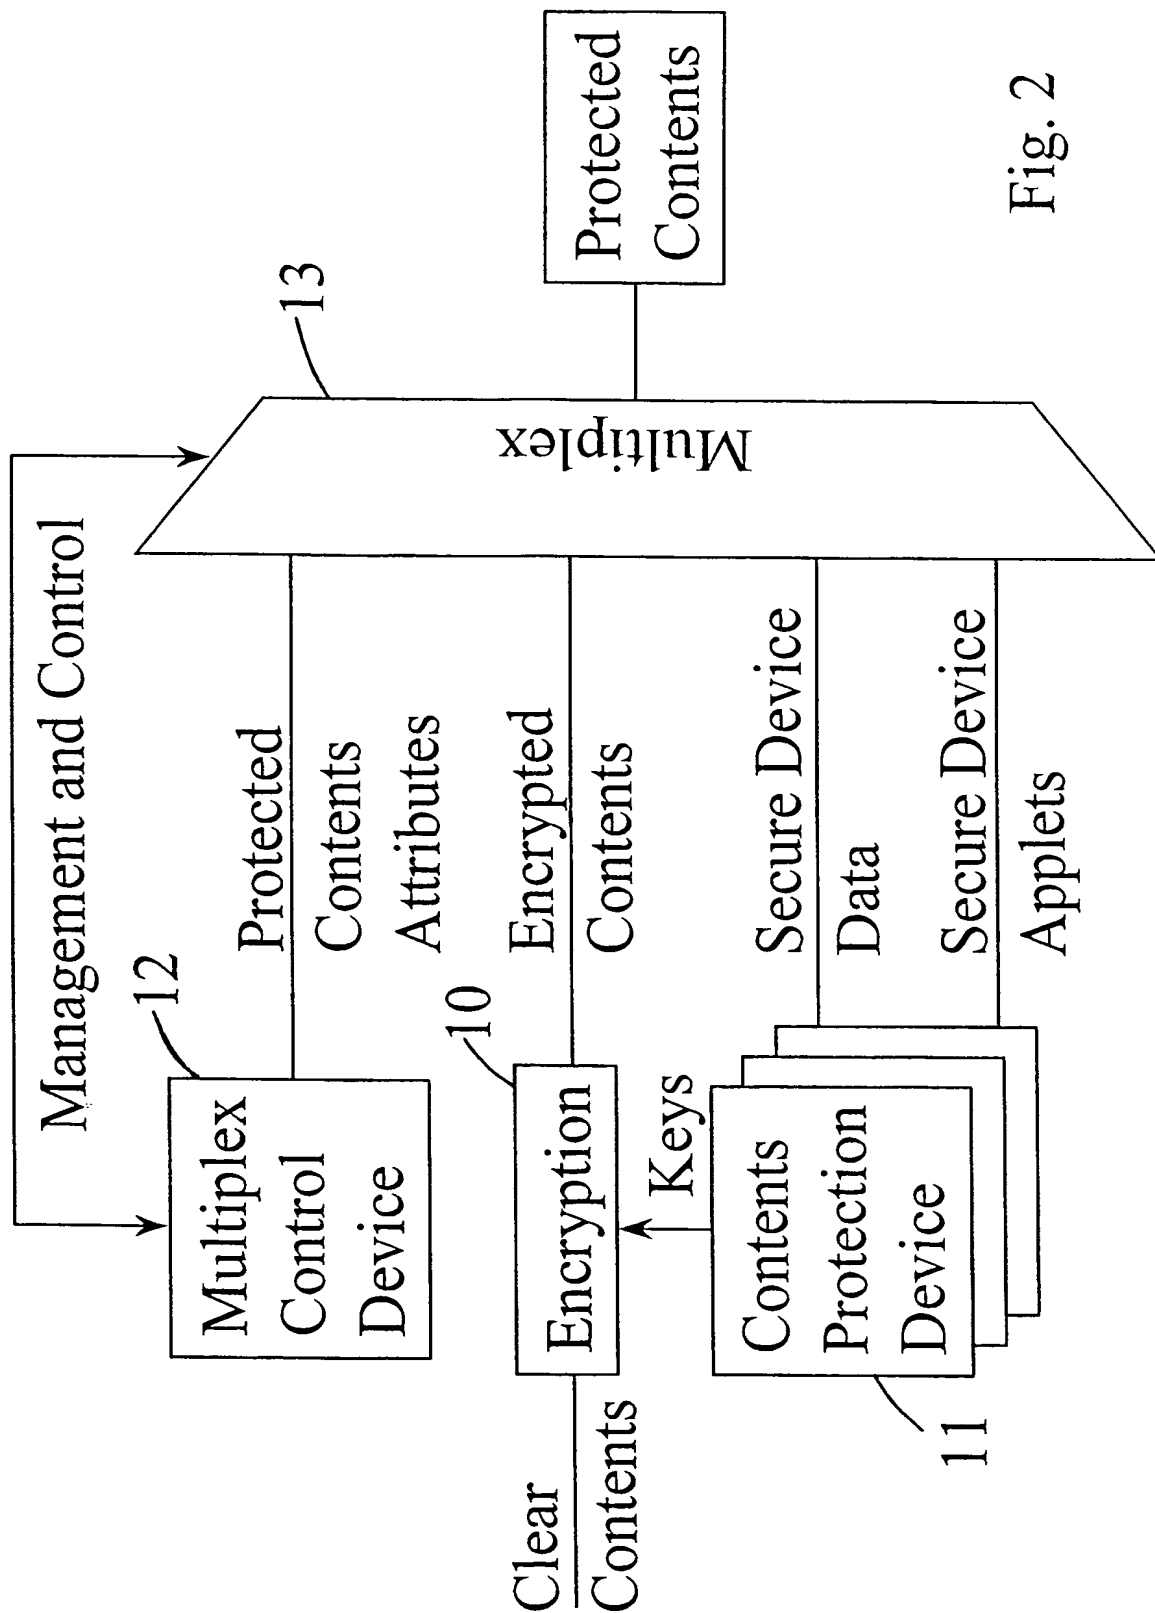 Management and Control
Multiplex
Control
Device
12
Protected
Contents
Attributes
13
Clear
Contents
Encryption
10
Encrypted
Contents
Multiplex
Protected
Contents
Keys
Contents
Protection
Device
11
Secure Device
Data
Secure Device
Applets
Fig. 2